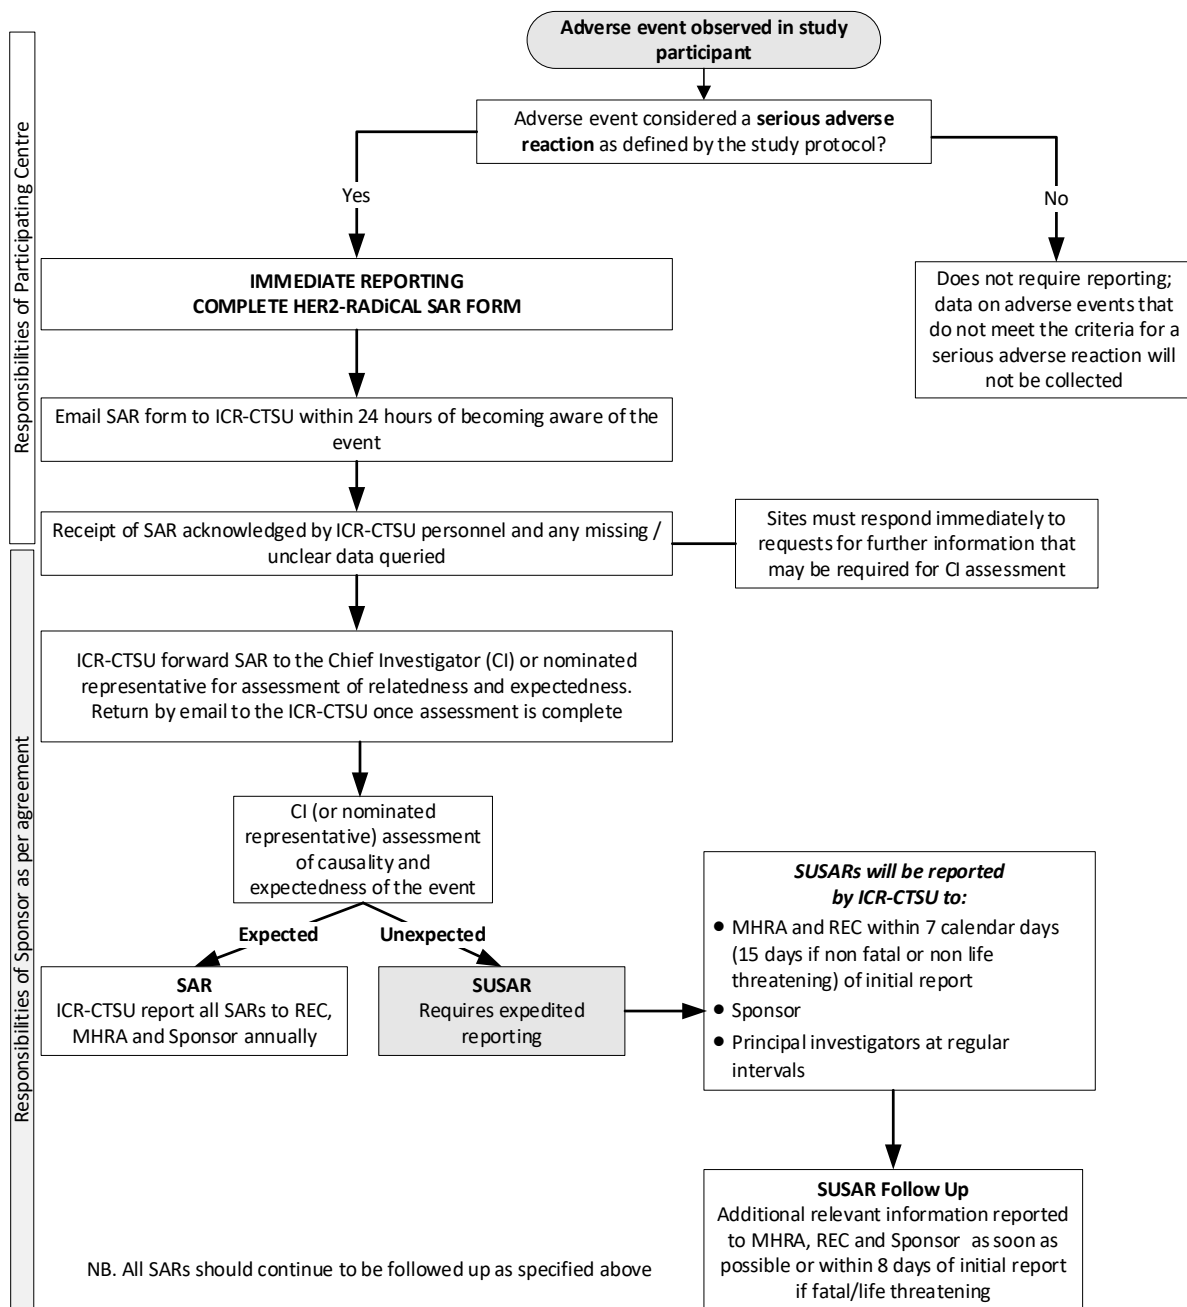 Adverse event observed in study
participant
Adverse event considered a serious adverse
reaction as defined by the study protocol?
Yes
No
IMMEDIATE REPORTING
COMPLETE HER2-RADiCAL SAR FORM
Does not require reporting;
data on adverse events that
do not meet the criteria for a
serious adverse reaction will
not be collected
Email SAR form to ICR-CTSU within 24 hours of becoming aware of the
event
Responsibilities of Participating Centre
Receipt of SAR acknowledged by ICR-CTSU personnel and any missing /
unclear data queried
Sites must respond immediately to
requests for further information that
may be required for CI assessment
ICR-CTSU forward SAR to the Chief Investigator (CI) or nominated
representative for assessment of relatedness and expectedness.
Return by email to the ICR-CTSU once assessment is complete
CI (or nominated
representative) assessment
of causality and
expectedness of the event
Expected
Unexpected
SAR
ICR-CTSU report all SARs to REC,
MHRA and Sponsor annually
SUSAR
Requires expedited
reporting
SUSARs will be reported
by ICR-CTSU to:
• MHRA and REC within 7 calendar days
(15 days if non fatal or non life
threatening) of initial report
• Sponsor
• Principal investigators at regular
intervals
SUSAR Follow Up
Additional relevant information reported
to MHRA, REC and Sponsor as soon as
possible or within 8 days of initial report
if fatal/life threatening
NB. All SARs should continue to be followed up as specified above
Responsibilities of Sponsor as per agreement